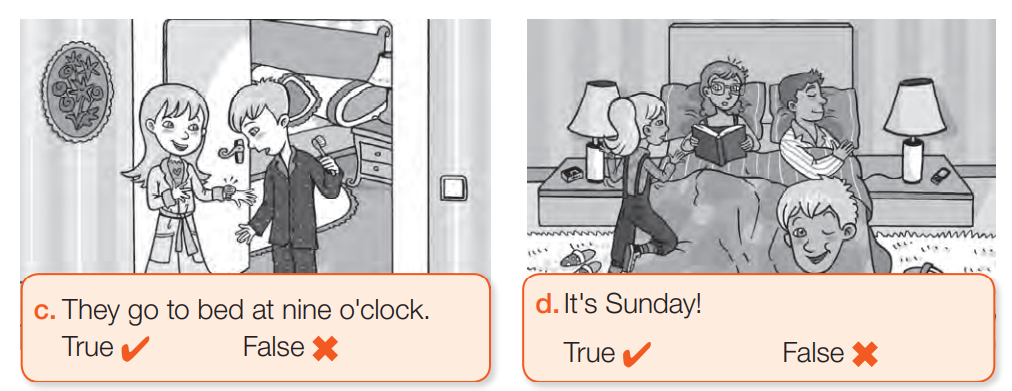 c. They go to bed at nine o'clock.
True ✔ False ✖
d. It's Sunday!
True ✔ False ✖